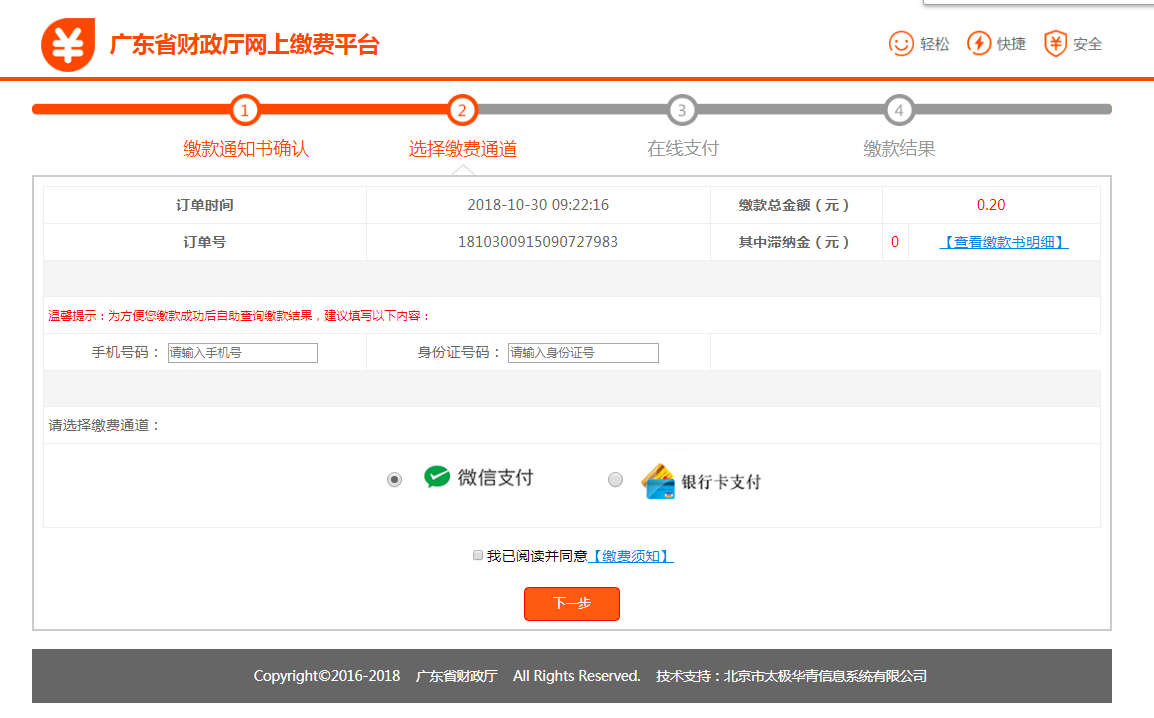 广东省财政厅网上缴费平台 轻松 快捷 安全
1 2 3 4
缴款通知书确认 选择缴费通道 在线支付 缴款结果
订单时间 2018-10-30 09:22:16 缴款总金额（元） 0.20
订单号 1810300915090727983 其中滞纳金（元） 0 【查看缴款书明细】
温馨提示：为方便您缴款成功后自助查询缴款结果，建议填写以下内容：
手机号码： 请输入手机号 身份证号码： 请输入身份证号
请选择缴费通道：
微信支付 银行卡支付
我已阅读并同意【缴费须知】
下一步
Copyright©2016-2018 广东省财政厅 All Rights Reserved. 技术支持：北京市太极华青信息系统有限公司